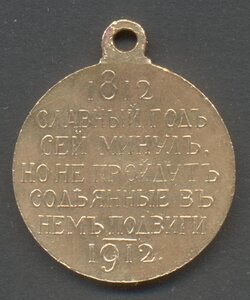 1812
СЛАВНЫЙ ГОДЪ
СЕЙ МИНУЛЪ.
НО НЕ ПРОЙДУТЪ
СОДѢЯННЫЕ ВЪ
НЕМЪ ПОДВИГИ
1912.